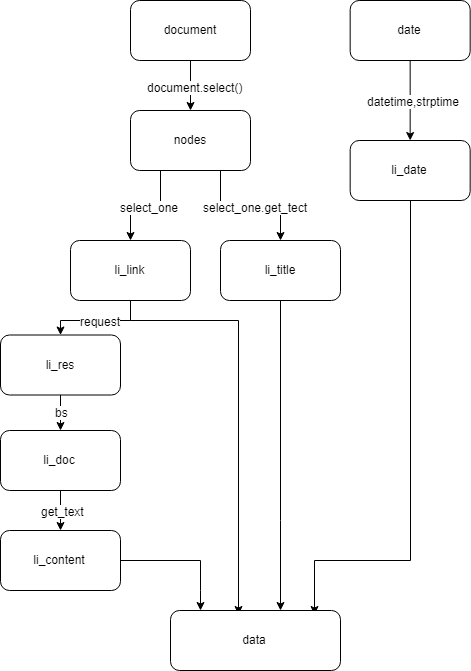 document
date
document.select()
datetime,strptime
nodes
li_date
select_one
select_one.get_tect
li_link
li_title
request
li_res
bs
li_doc
get_text
li_content
data